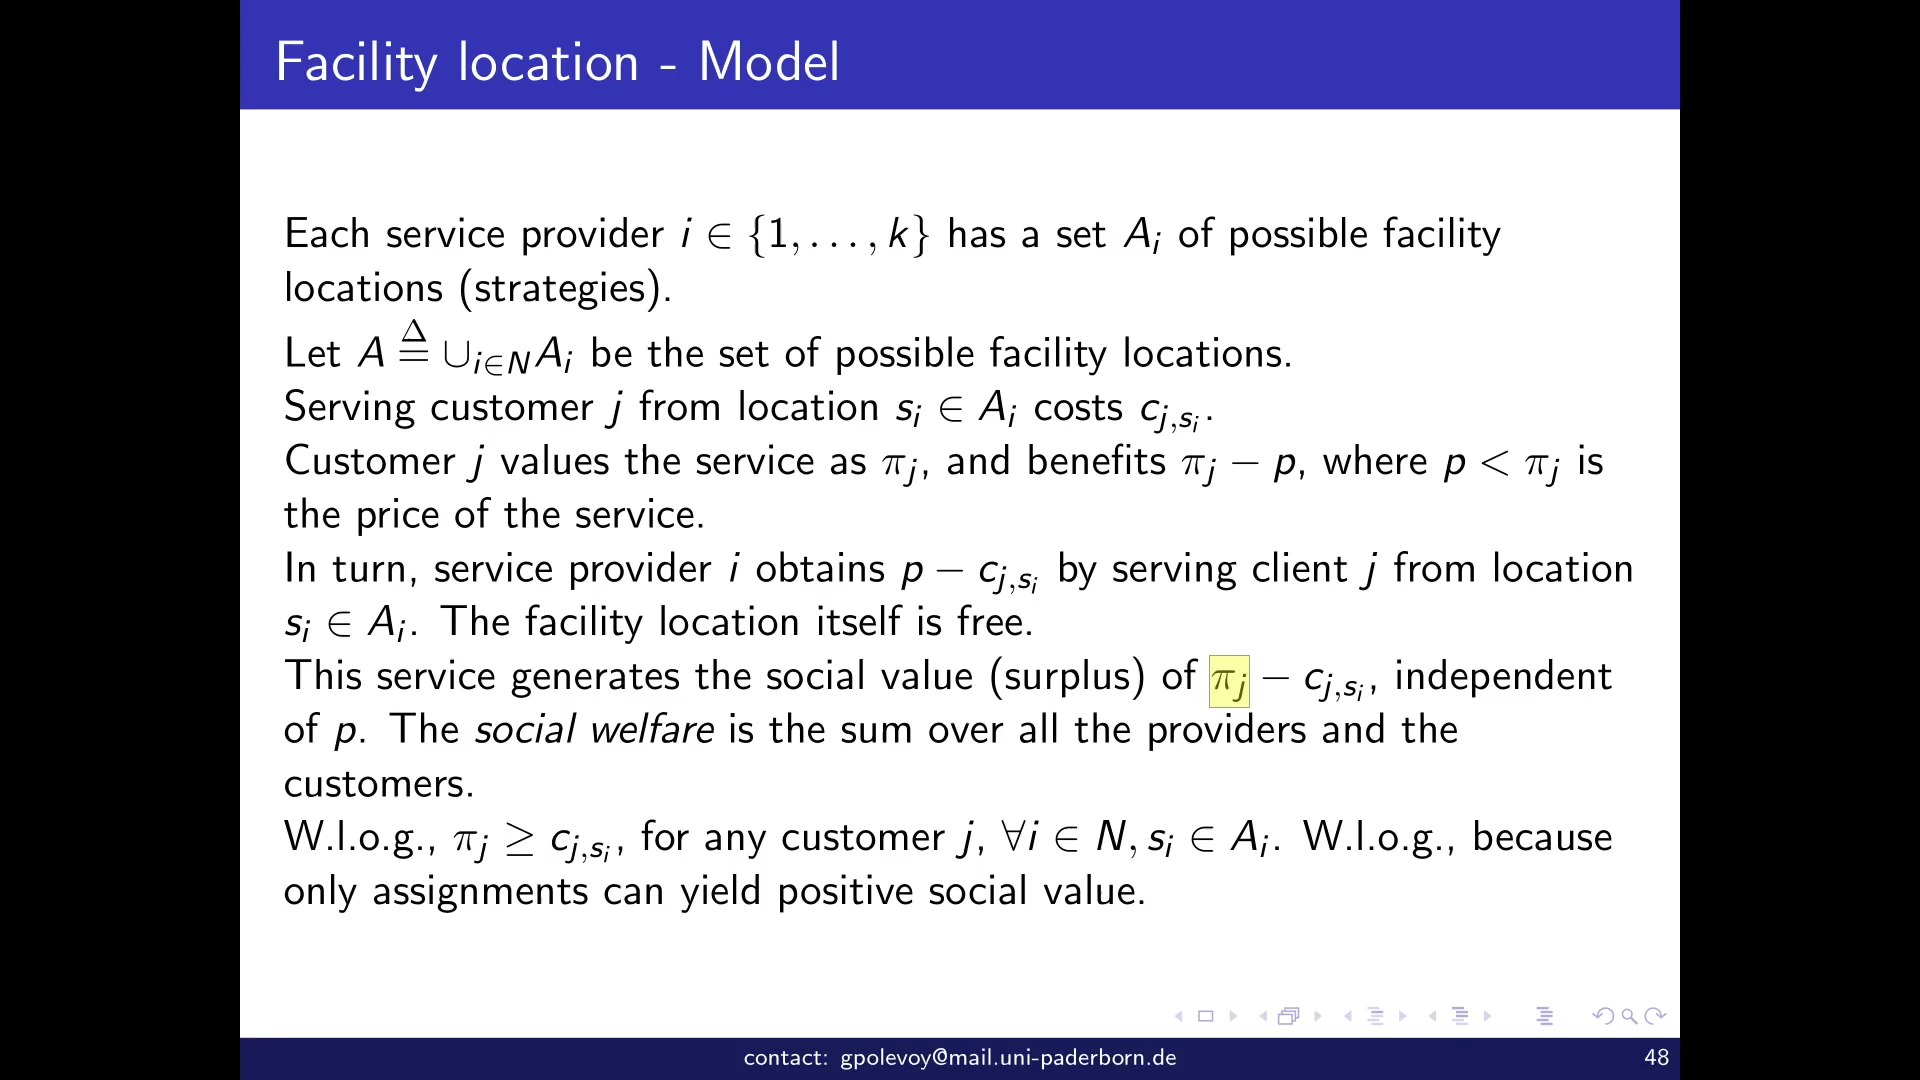 Facility location - Model
Each service provider i ∈ {1, . . . , k} has a set A_i of possible facility
locations (strategies).
Let A ≜ ∪_{i∈N} A_i be the set of possible facility locations.
Serving customer j from location s_i ∈ A_i costs c_{j,s_i}.
Customer j values the service as π_j, and benefits π_j − p, where p < π_j is
the price of the service.
In turn, service provider i obtains p − c_{j,s_i} by serving client j from location
s_i ∈ A_i. The facility location itself is free.
This service generates the social value (surplus) of π_j − c_{j,s_i}, independent
of p. The social welfare is the sum over all the providers and the
customers.
W.l.o.g., π_j ≥ c_{j,s_i}, for any customer j, ∀i ∈ N, s_i ∈ A_i. W.l.o.g., because
only assignments can yield positive social value.
contact: gpolevoy@mail.uni-paderborn.de
48